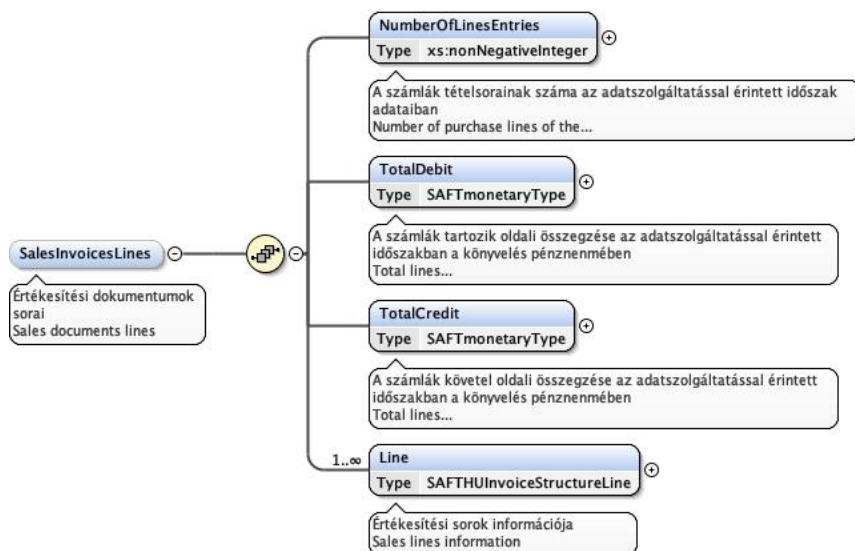 NumberOfLinesEntries
Type xs:nonNegativeInteger
A számlák tételsorainak száma az adatszolgáltatással érintett időszak
adataiban
Number of purchase lines of the...
TotalDebit
Type SAFTmonetaryType
A számlák tartozik oldali összegzése az adatszolgáltatással érintett
időszakban a könyvelés pénznenmében
Total lines...
SalesInvoicesLines
Értékesítési dokumentumok
sorai
Sales documents lines
TotalCredit
Type SAFTmonetaryType
A számlák követel oldali összegzése az adatszolgáltatással érintett
időszakban a könyvelés pénznenmében
Total lines...
1..∞
Line
Type SAFTHUInvoiceStructureLine
Értékesítési sorok információja
Sales lines information